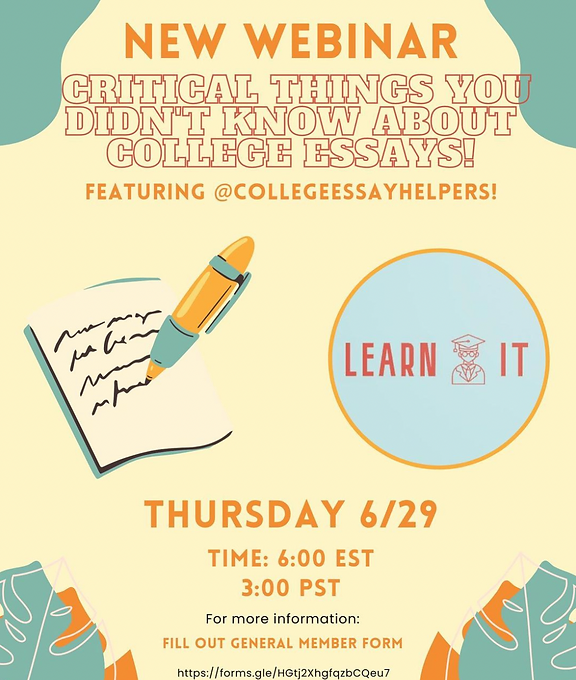 NEW WEBINAR
CRITICAL THINGS YOU
DIDN'T KNOW ABOUT
COLLEGE ESSAYS!
FEATURING @COLLEGEESSAYHELPERS!
LEARN IT
THURSDAY 6/29
TIME: 6:00 EST
3:00 PST
For more information:
FILL OUT GENERAL MEMBER FORM
https://forms.gle/HGtj2XhgfqzbCQeu7